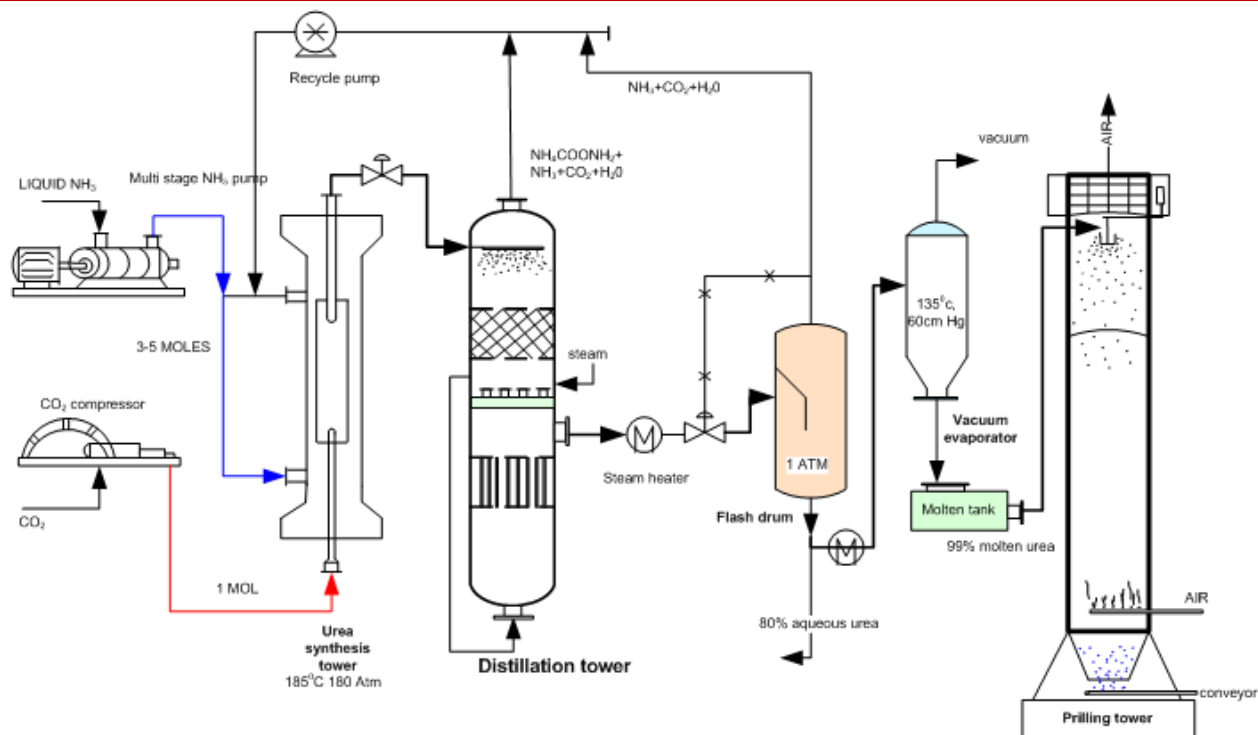 Recycle pump
NH₃+CO₂+H₂0
NH₄COONH₂+
NH₃+CO₂+H₂0
vacuum
AIR
LIQUID NH₃
Multi stage NH₃ pump
135⁰c,
60cm Hg
3-5 MOLES
steam
CO₂ compressor
Vacuum
evaporator
Steam heater
1 ATM
CO₂
Flash drum
Molten tank
99% molten urea
1 MOL
AIR
80% aqueous urea
Urea
synthesis
tower
185⁰C 180 Atm
Distillation tower
conveyor
Prilling tower